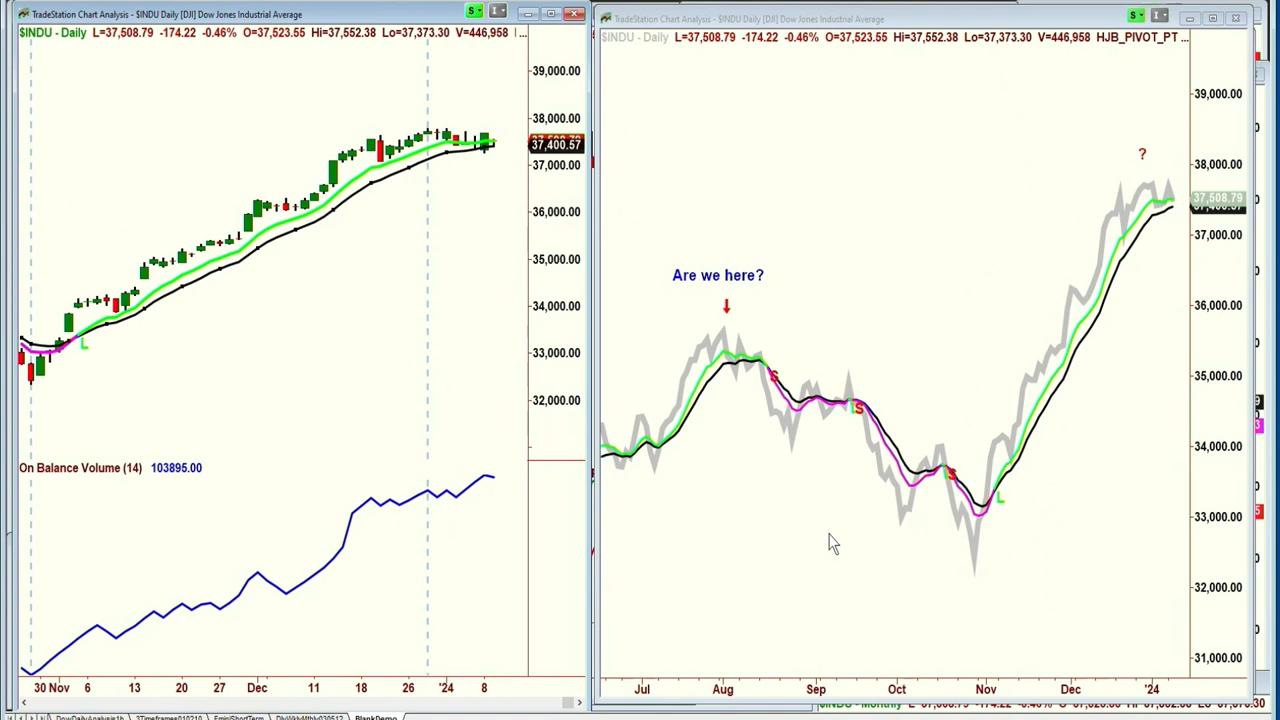 TradeStation Chart Analysis - $INDU Daily [DJ] Dow Jones Industrial Average
$INDU - Daily L=37,508.79 -174.22 -0.46% O=37,523.55 Hi=37,552.38 Lo=37,373.30 V=446,958
39,000.00
38,000.00
37,400.57
37,000.00
36,000.00
35,000.00
34,000.00
33,000.00
32,000.00
L
On Balance Volume (14) 103895.00
30 Nov 6 13 20 27 Dec 11 18 26 '24 8
DowDailyAnalysis1b 3Timeframes010210 EminiShortTerm DlyWklyMthly030512 BlankDemo
TradeStation Chart Analysis - $INDU Daily [DJ] Dow Jones Industrial Average
$INDU - Daily L=37,508.79 -174.22 -0.46% O=37,523.55 Hi=37,552.38 Lo=37,373.30 V=446,958 HJB_PIVOT_PT ...
39,000.00
?
38,000.00
37,508.79
37,000.00
Are we here?
36,000.00
35,000.00
S
S
34,000.00
S
L
33,000.00
32,000.00
31,000.00
Jul Aug Sep Oct Nov Dec '24